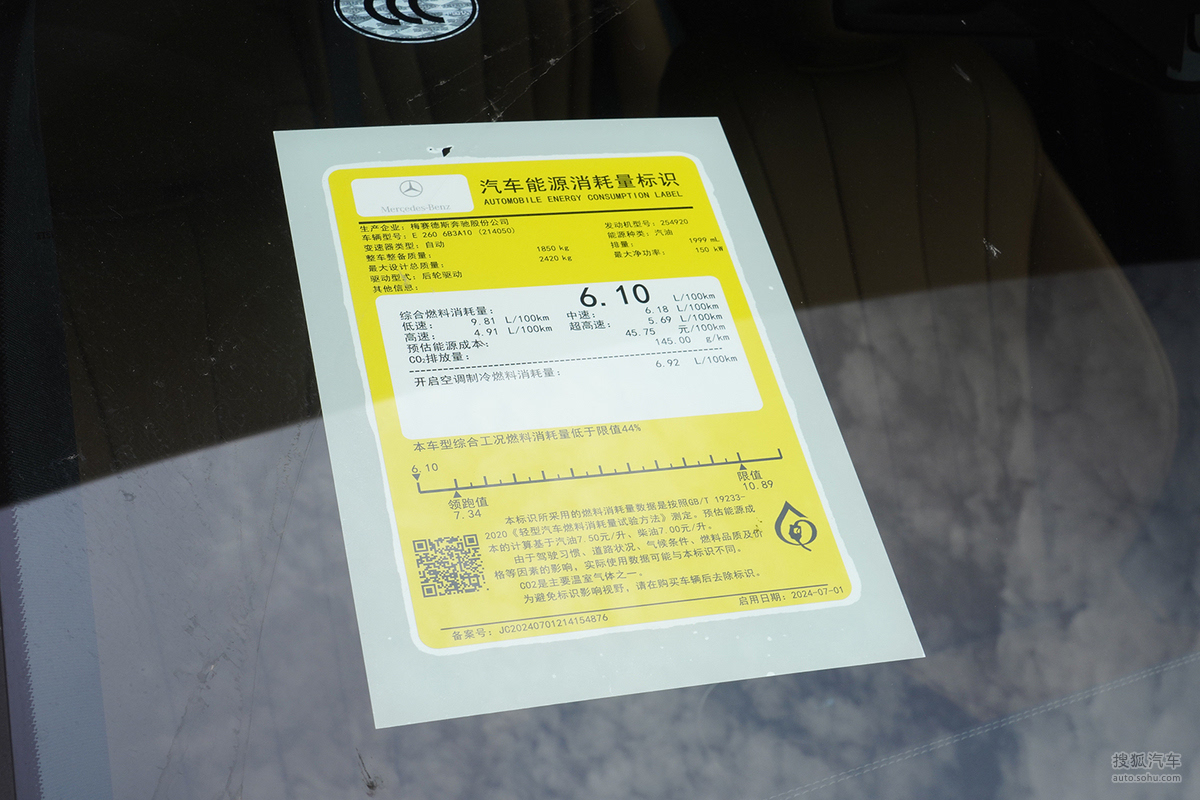 Mercedes-Benz
汽车能源消耗量标识
AUTOMOBILE ENERGY CONSUMPTION LABEL
生产企业: 梅赛德斯奔驰股份公司
车辆型号: E 260 6B3A10 (214050) 发动机型号: 254920
变速器类型: 自动 能源种类: 汽油
整车整备质量: 1850 kg 排量: 1999 mL
最大设计总质量: 2420 kg 最大净功率: 150 kW
驱动型式: 后轮驱动
其他信息:
综合燃料消耗量: 6.10 L/100km
低速: 9.81 L/100km 中速: 6.18 L/100km
高速: 4.91 L/100km 超高速: 5.69 L/100km
预估能源成本: 45.75 元/100km
CO₂排放量: 145.00 g/km
开启空调制冷燃料消耗量: 6.92 L/100km
本车型综合工况燃料消耗量低于限值44%
6.10
领跑值 限值
7.34 10.89
本标识所采用的燃料消耗量数据是按照GB/T 19233-
2020《轻型汽车燃料消耗量试验方法》测定。预估能源成
本的计算基于汽油7.50元/升、柴油7.00元/升。
由于驾驶习惯、道路状况、气候条件、燃料品质及价
格等因素的影响，实际使用数据可能与本标识不同。
CO2是主要温室气体之一。
为避免标识影响视野，请在购买车辆后去除标识。
备案号: JC20240701214154876 启用日期: 2024-07-01
搜狐汽车
auto.sohu.com